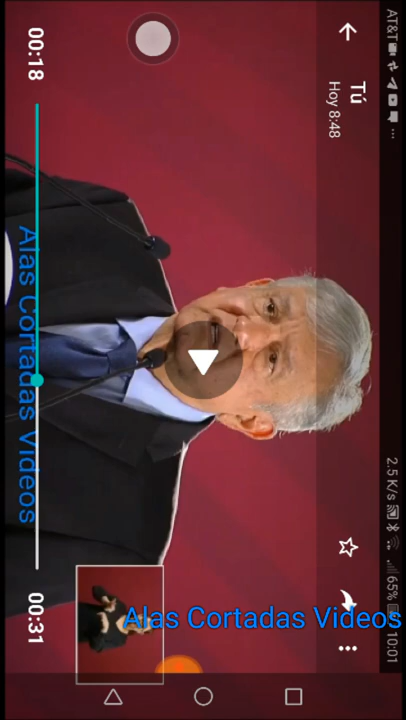 AT&T
2.5 K/s 65% 10:01
Tú
Hoy 8:48
00:18
00:31
Alas Cortadas Videos
Alas Cortadas Videos